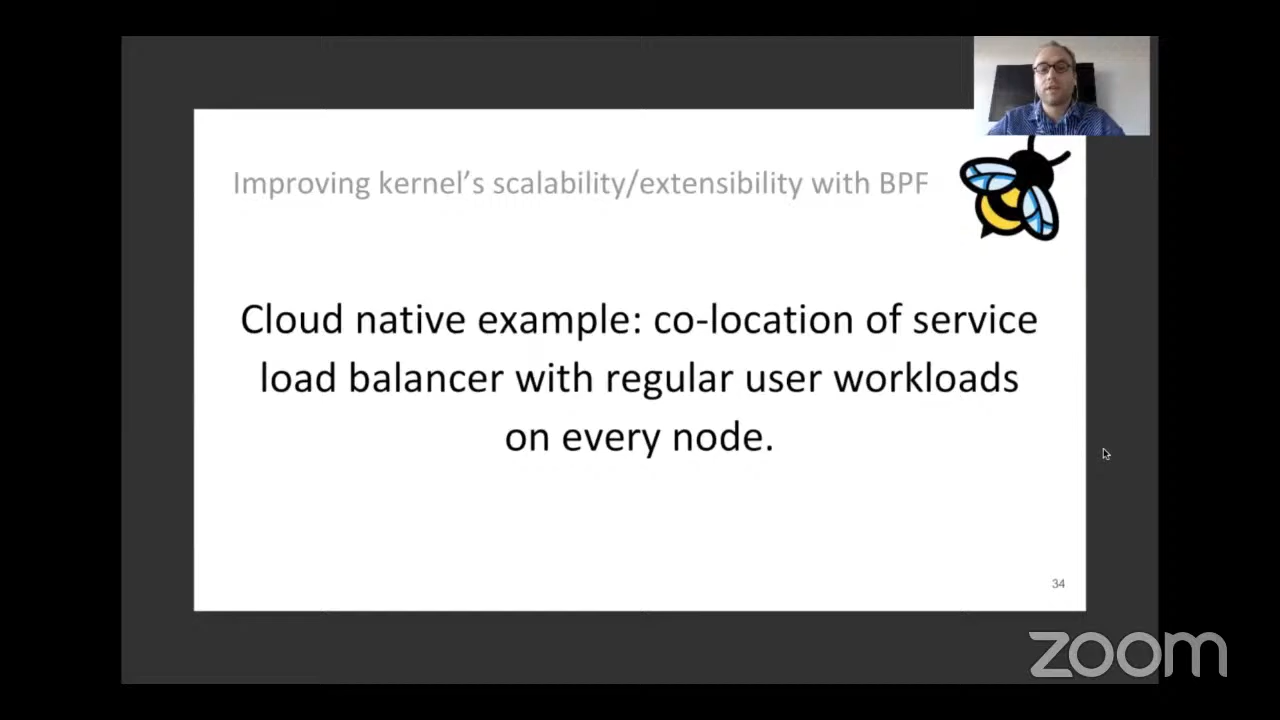 Improving kernel’s scalability/extensibility with BPF
Cloud native example: co-location of service
load balancer with regular user workloads
on every node.
34
zoom